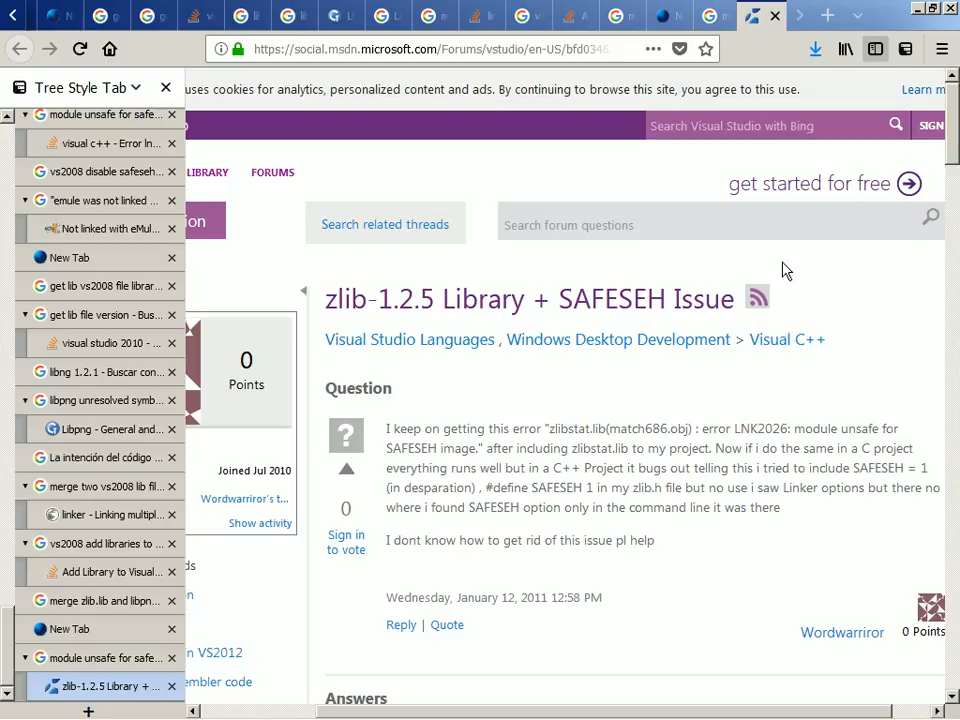 https://social.msdn.microsoft.com/Forums/vstudio/en-US/bfd0346
Tree Style Tab
uses cookies for analytics, personalized content and ads. By continuing to browse this site, you agree to this use.
Learn m
module unsafe for safe...
Search Visual Studio with Bing
SIGN
visual c++ - Error ln...
vs2008 disable safeseh...
LIBRARY
FORUMS
get started for free
"emule was not linked ...
Not linked with eMul...
ion
Search related threads
Search forum questions
New Tab
get lib vs2008 file librar...
zlib-1.2.5 Library + SAFESEH Issue
get lib file version - Bus...
visual studio 2010 - ...
Visual Studio Languages , Windows Desktop Development > Visual C++
0
Points
libng 1.2.1 - Buscar con...
Question
libpng unresolved symb...
Libpng - General and...
I keep on getting this error "zlibstat.lib(match686.obj) : error LNK2026: module unsafe for
SAFESEH image." after including zlibstat.lib to my project. Now if i do the same in a C project
everything runs well but in a C++ Project it bugs out telling this i tried to include SAFESEH = 1
(in desparation) , #define SAFESEH 1 in my zlib.h file but no use i saw Linker options but there no
where i found SAFESEH option only in the command line it was there
La intención del código ...
Joined Jul 2010
merge two vs2008 lib fil...
Wordwarriror's t...
0
linker - Linking multipl...
Show activity
Sign in
to vote
I dont know how to get rid of this issue pl help
vs2008 add libraries to ...
ds
Add Library to Visual...
merge zlib.lib and libpn...
n
Wednesday, January 12, 2011 12:58 PM
New Tab
Reply | Quote
Wordwarriror
0 Points
module unsafe for safe...
n VS2012
zlib-1.2.5 Library + ...
embler code
Answers